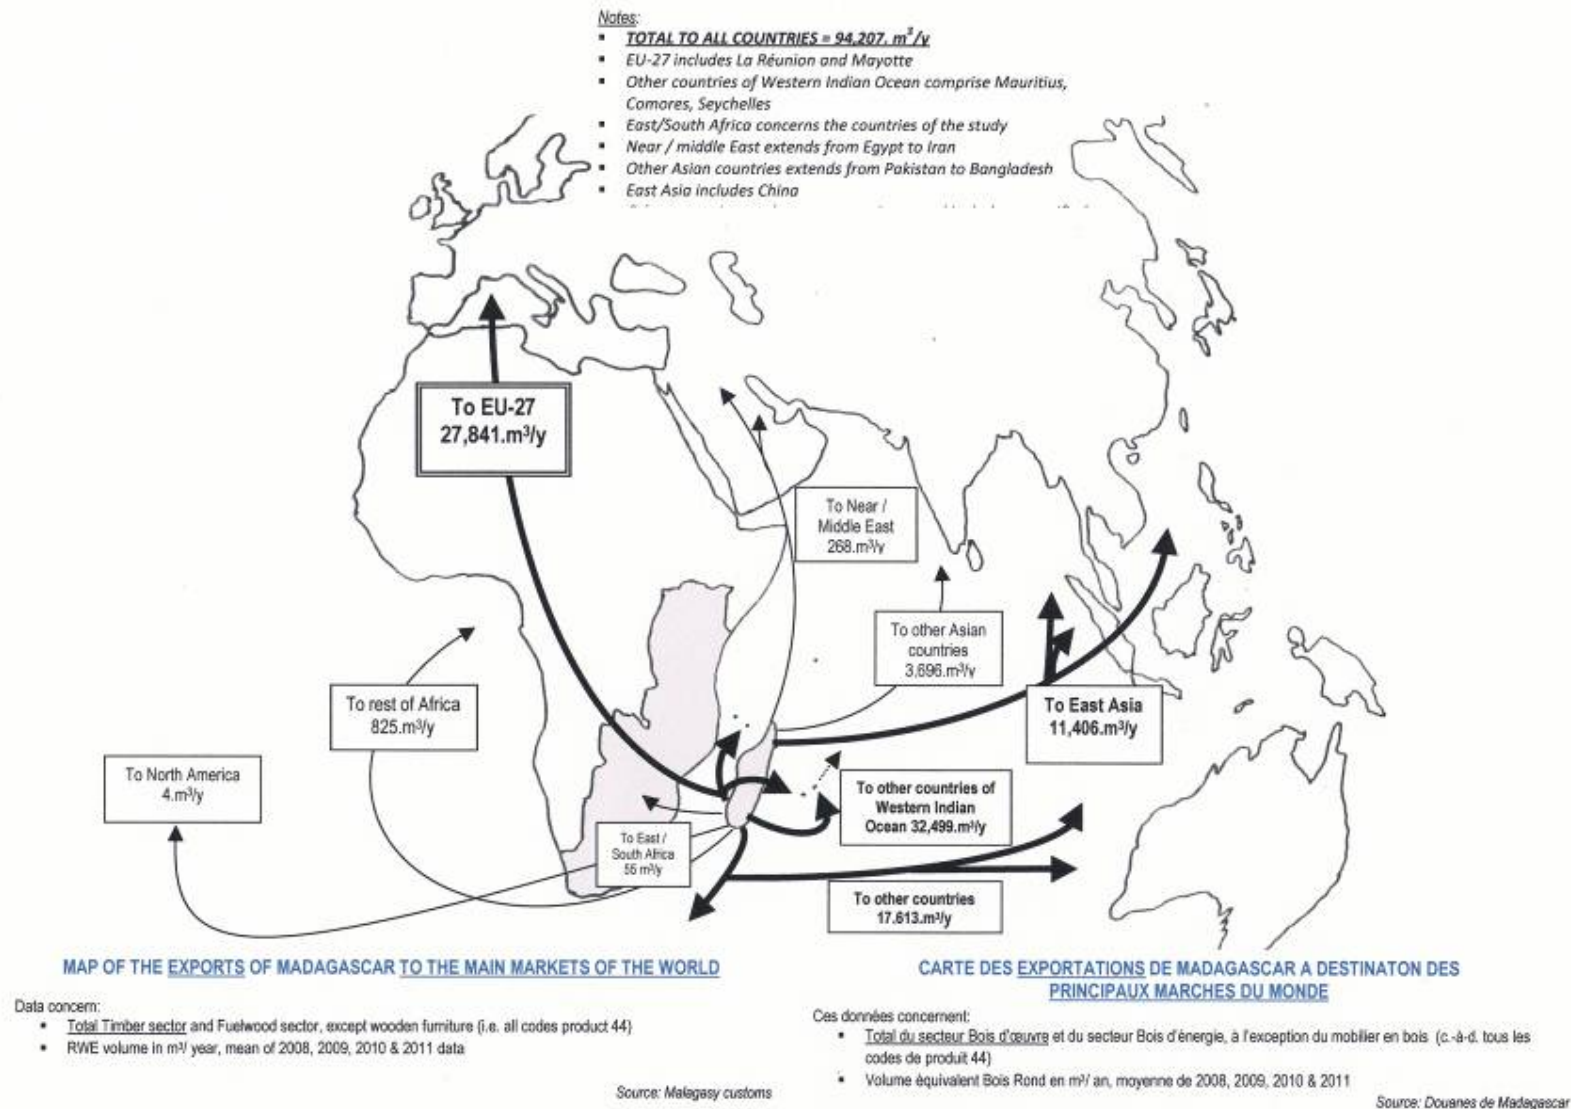 Notes:
▪ TOTAL TO ALL COUNTRIES = 94,207. m³/y
▪ EU-27 includes La Réunion and Mayotte
▪ Other countries of Western Indian Ocean comprise Mauritius,
Comores, Seychelles
▪ East/South Africa concerns the countries of the study
▪ Near / middle East extends from Egypt to Iran
▪ Other Asian countries extends from Pakistan to Bangladesh
▪ East Asia includes China
To EU-27
27,841.m³/y
To Near /
Middle East
268.m³/y
To other Asian
countries
3,696.m³/y
To rest of Africa
825.m³/y
To East Asia
11,406.m³/y
To North America
4.m³/y
To other countries of
Western Indian
Ocean 32,499.m³/y
To East /
South Africa
55 m³/y
To other countries
17.613.m³/y
MAP OF THE EXPORTS OF MADAGASCAR TO THE MAIN MARKETS OF THE WORLD
Data concern:
▪ Total Timber sector and Fuelwood sector, except wooden furniture (i.e. all codes product 44)
▪ RWE volume in m³/ year, mean of 2008, 2009, 2010 & 2011 data
Source: Malagasy customs
CARTE DES EXPORTATIONS DE MADAGASCAR A DESTINATON DES
PRINCIPAUX MARCHES DU MONDE
Ces données concernent:
▪ Total du secteur Bois d'œuvre et du secteur Bois d'énergie, à l'exception du mobilier en bois (c.-à-d. tous les
codes de produit 44)
▪ Volume équivalent Bois Rond en m³/ an, moyenne de 2008, 2009, 2010 & 2011
Source: Douanes de Madagascar